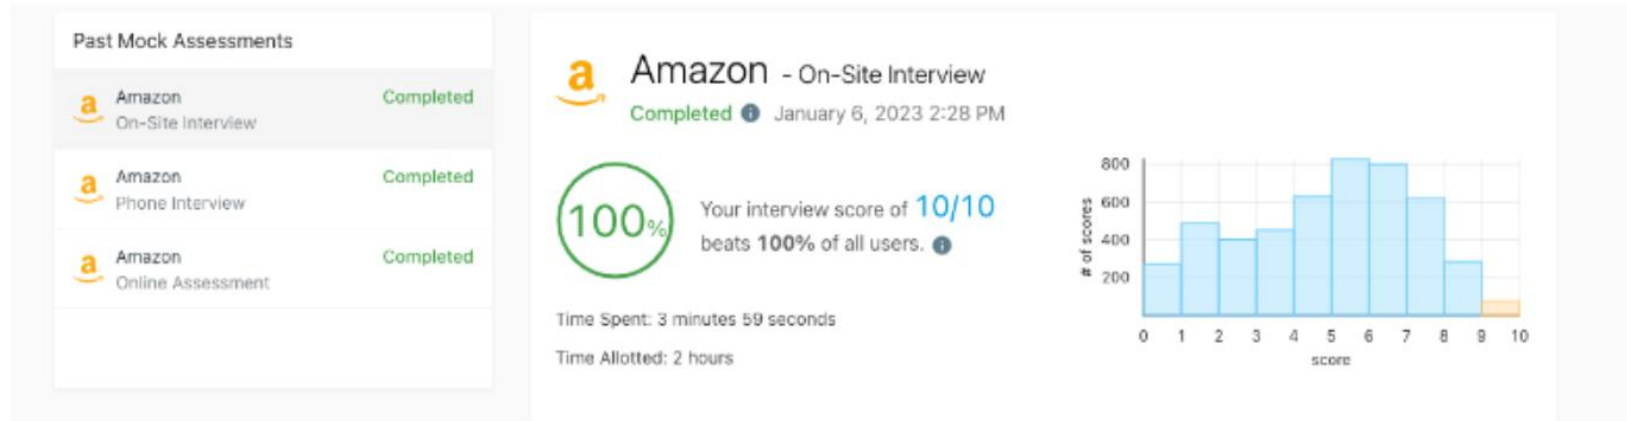 Past Mock Assessments
Amazon Completed
On-Site Interview
Amazon Completed
Phone Interview
Amazon Completed
Online Assessment
Amazon - On-Site Interview
Completed January 6, 2023 2:28 PM
100%
Your interview score of 10/10
beats 100% of all users.
Time Spent: 3 minutes 59 seconds
Time Allotted: 2 hours
# of scores
800
600
400
200
0 1 2 3 4 5 6 7 8 9 10
score